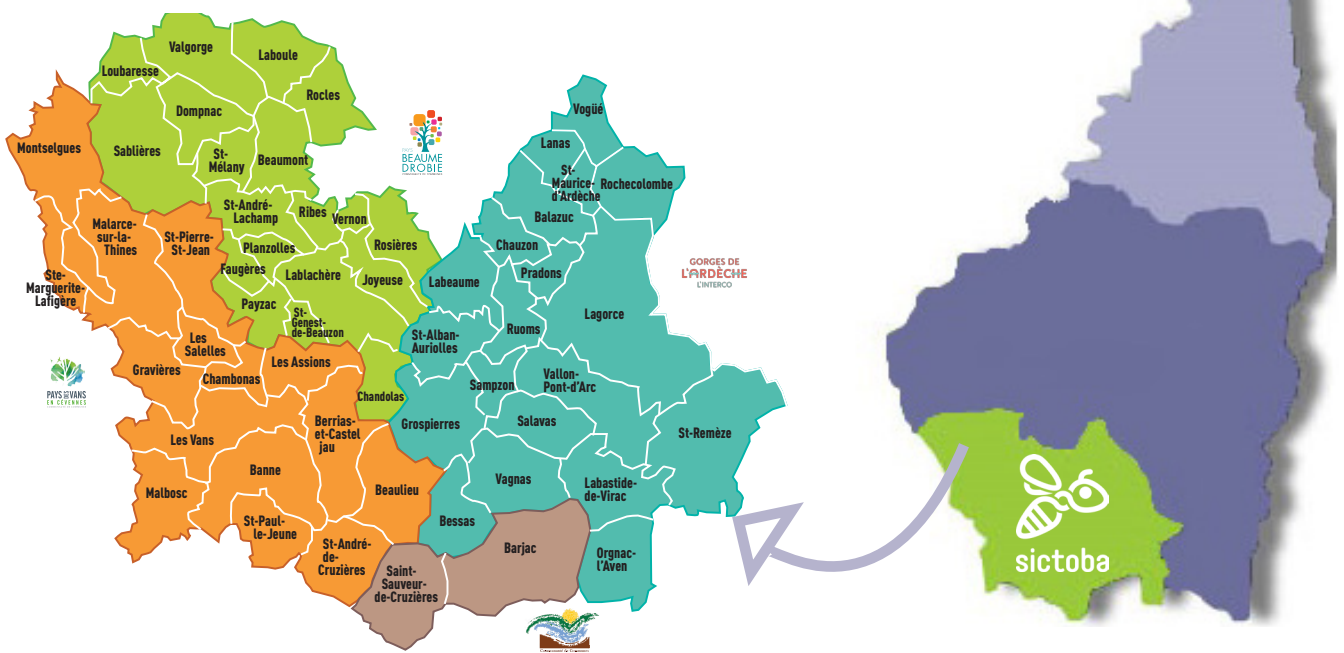 Valgorge
Laboule
Loubaresse
Rocles
Dompnac
Montselgues
Sablières
St-
Mélany
Beaumont
BEAUME
DROBIE
Vogüé
Lanas
St-
Maurice-
d'Ardèche
Rochecolombe
Balazuc
St-André-
Lachamp
Ribes
Vernon
Malarce-
sur-la-
Thines
St-Pierre-
St-Jean
Planzolles
Rosières
Chauzon
Faugères
Lablachère
Joyeuse
Labeaume
Pradons
GORGES DE
L'ARDÈCHE
L'INTERCO
Ste-
Marguerite-
Lafigère
Payzac
St-
Genest-
de-Beauzon
Lagorce
Les
Salelles
St-Alban-
Auriolles
Ruoms
Gravières
Chambonas
Les Assions
Chandolas
Sampzon
Vallon-
Pont-d'Arc
PAYS DES VANS
EN CÉVENNES
Les Vans
Berrias-
et-Castel
jau
Grospierres
Salavas
St-Remèze
Banne
Malbosc
Beaulieu
Vagnas
Labastide-
de-Virac
St-Paul-
le-Jeune
Bessas
St-André-
de-
Cruzières
Barjac
Orgnac-
l'Aven
Saint-
Sauveur-
de-Cruzières
sictoba